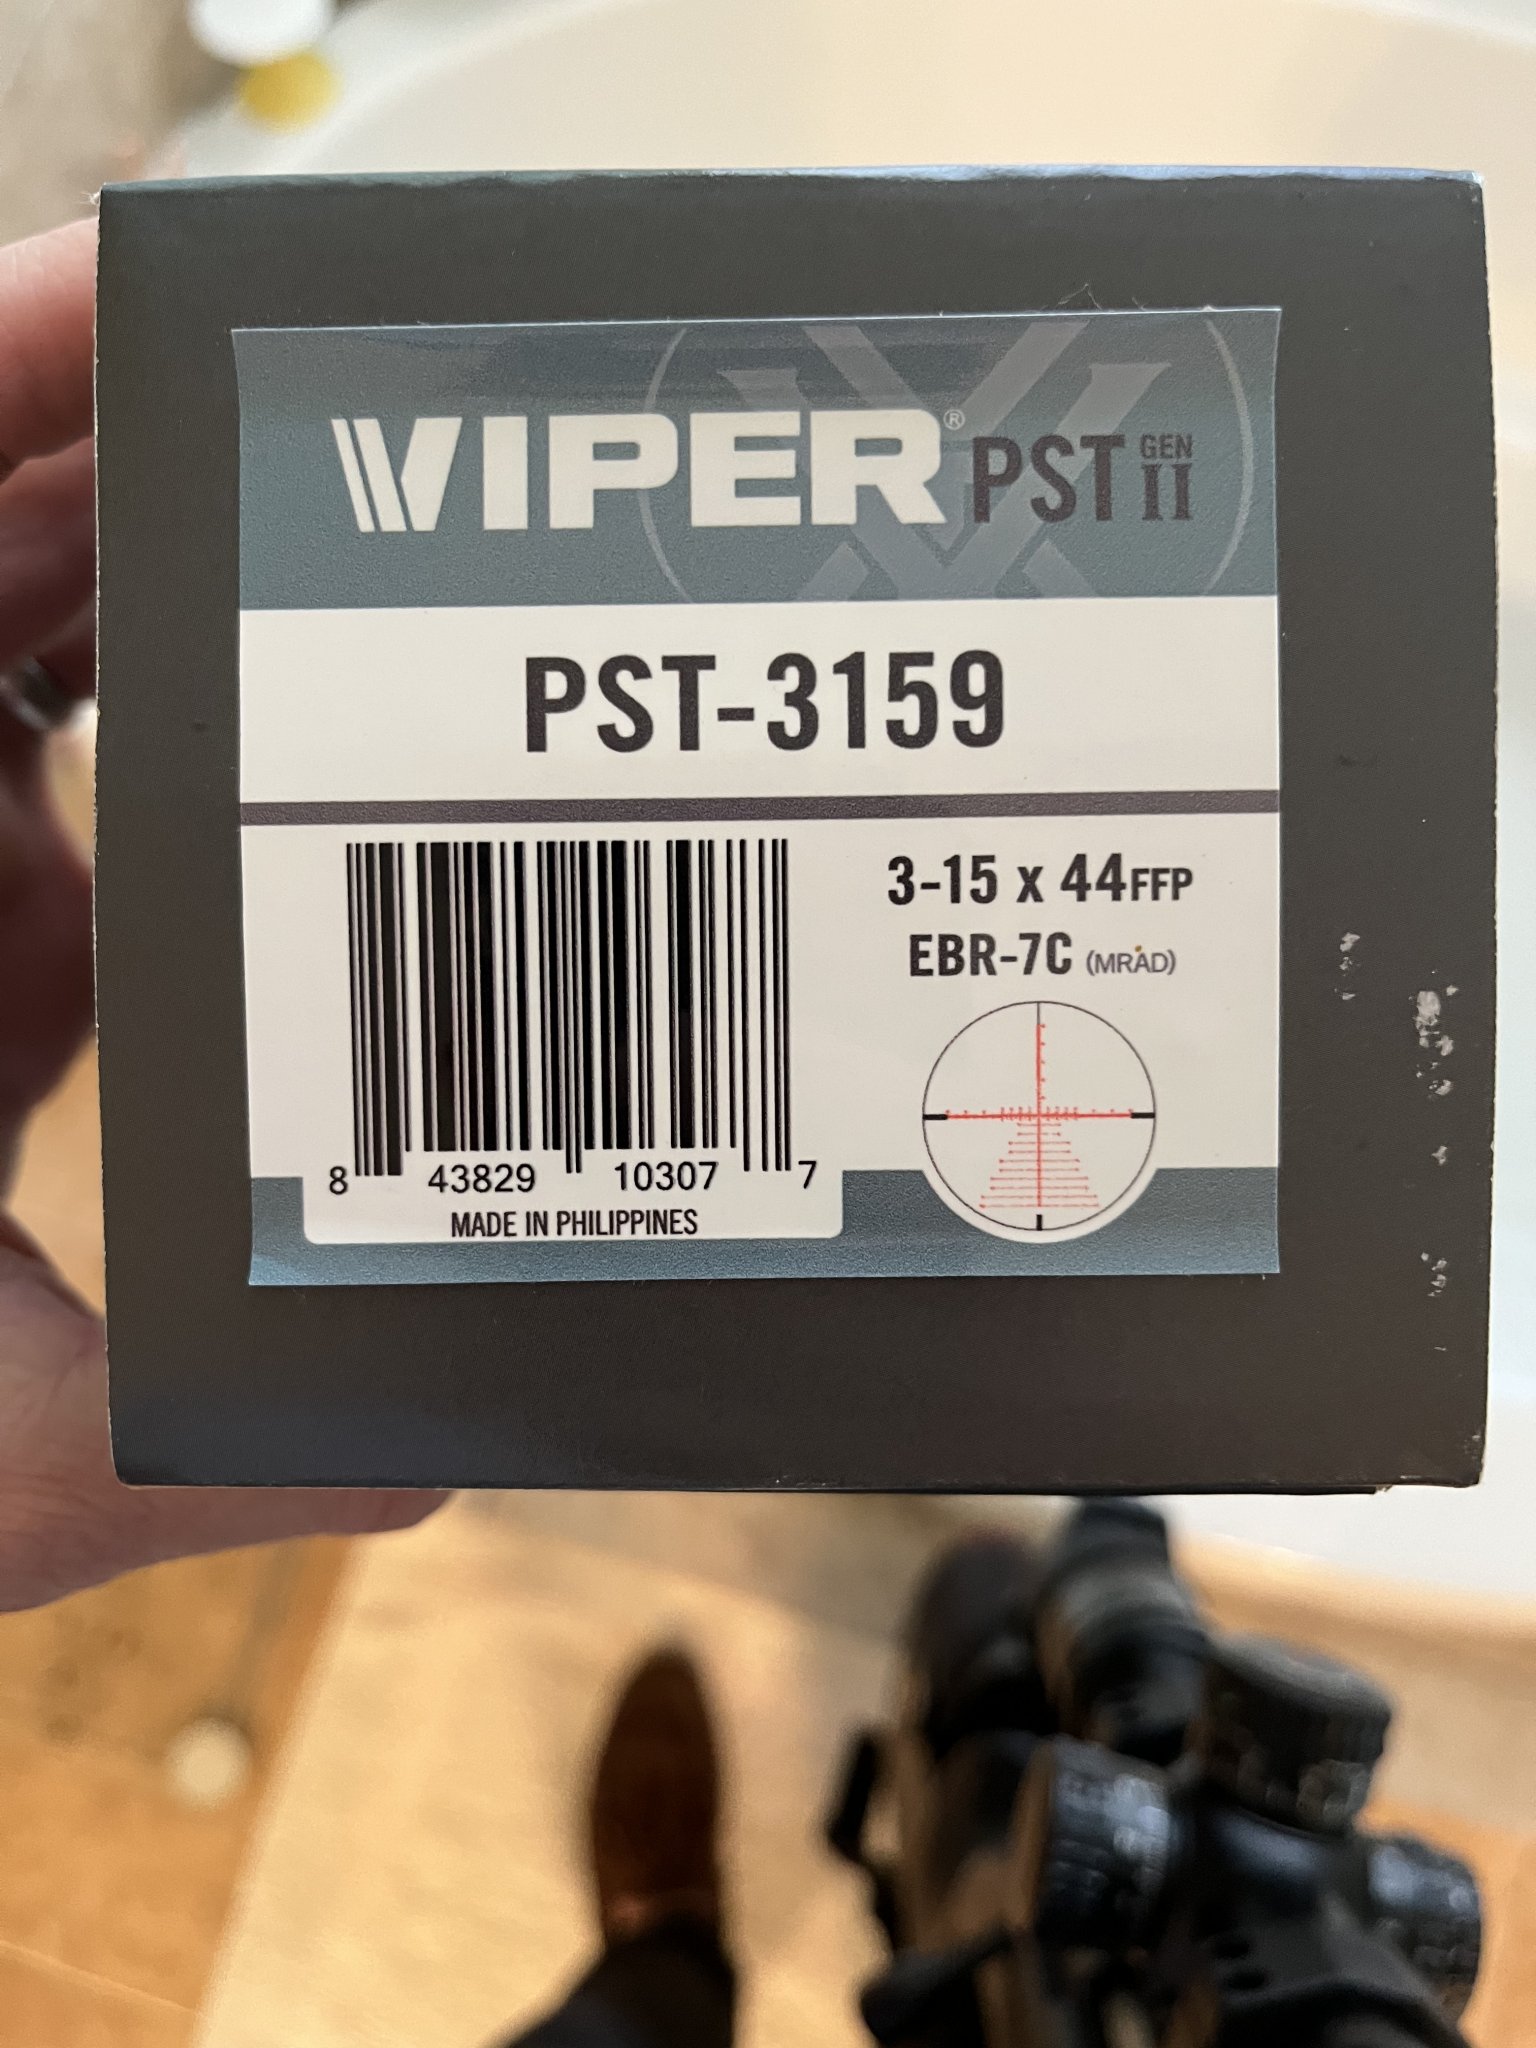 VIPER® PST GEN II
PST-3159
3-15 x 44FFP
EBR-7C (MRAD)
8 43829 10307 7
MADE IN PHILIPPINES